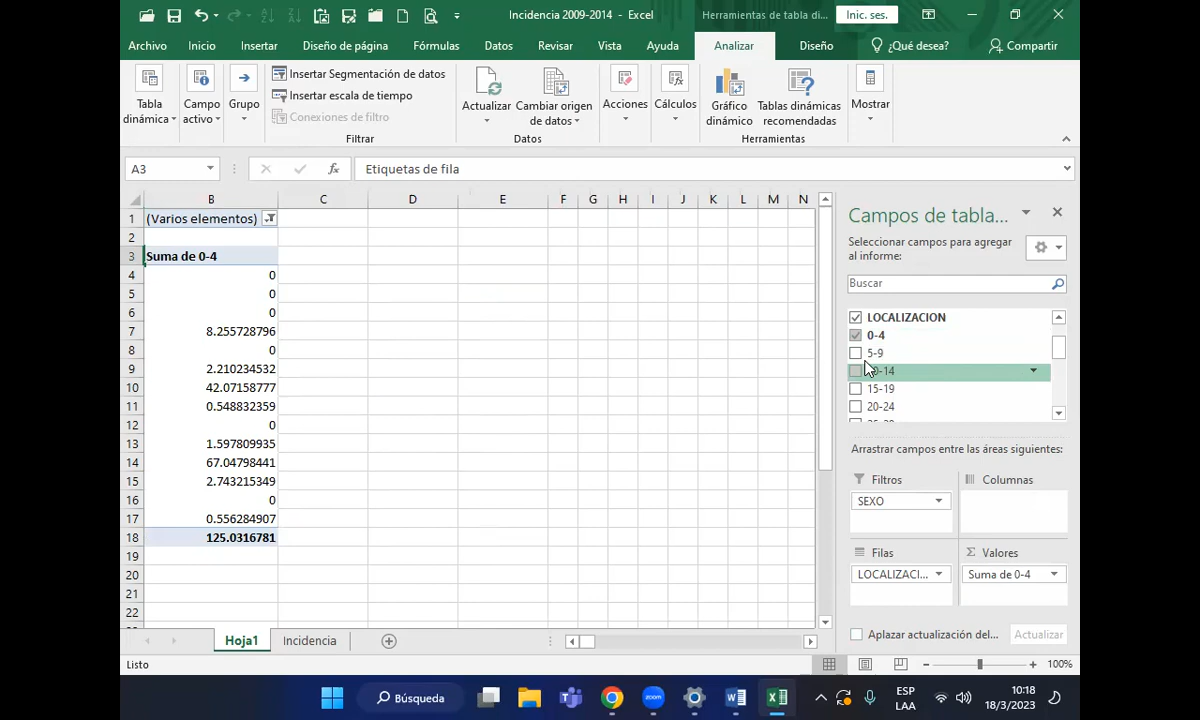 Incidencia 2009-2014 - Excel
Herramientas de tabla di...
Inic. ses.
Archivo Inicio Insertar Diseño de página Fórmulas Datos Revisar Vista Ayuda Analizar Diseño ¿Qué desea? Compartir
Tabla dinámica
Campo activo
Grupo
Insertar Segmentación de datos
Insertar escala de tiempo
Conexiones de filtro
Filtrar
Actualizar
Cambiar origen de datos
Datos
Acciones
Cálculos
Gráfico dinámico
Tablas dinámicas recomendadas
Herramientas
Mostrar
A3
fx
Etiquetas de fila
B C D E F G H I J K L M N
1 (Varios elementos)
2
3 Suma de 0-4
4 0
5 0
6 0
7 8.255728796
8 0
9 2.210234532
10 42.07158777
11 0.548832359
12 0
13 1.597809935
14 67.04798441
15 2.743215349
16 0
17 0.556284907
18 125.0316781
19
20
21
22
Campos de tabla...
Seleccionar campos para agregar
al informe:
Buscar
LOCALIZACION
0-4
5-9
0-14
15-19
20-24
Arrastrar campos entre las áreas siguientes:
Filtros
SEXO
Columnas
Filas
LOCALIZACI...
Σ Valores
Suma de 0-4
Aplazar actualización del...
Actualizar
Hoja1 Incidencia
Listo
100%
Búsqueda
zoom
ESP
LAA
10:18
18/3/2023